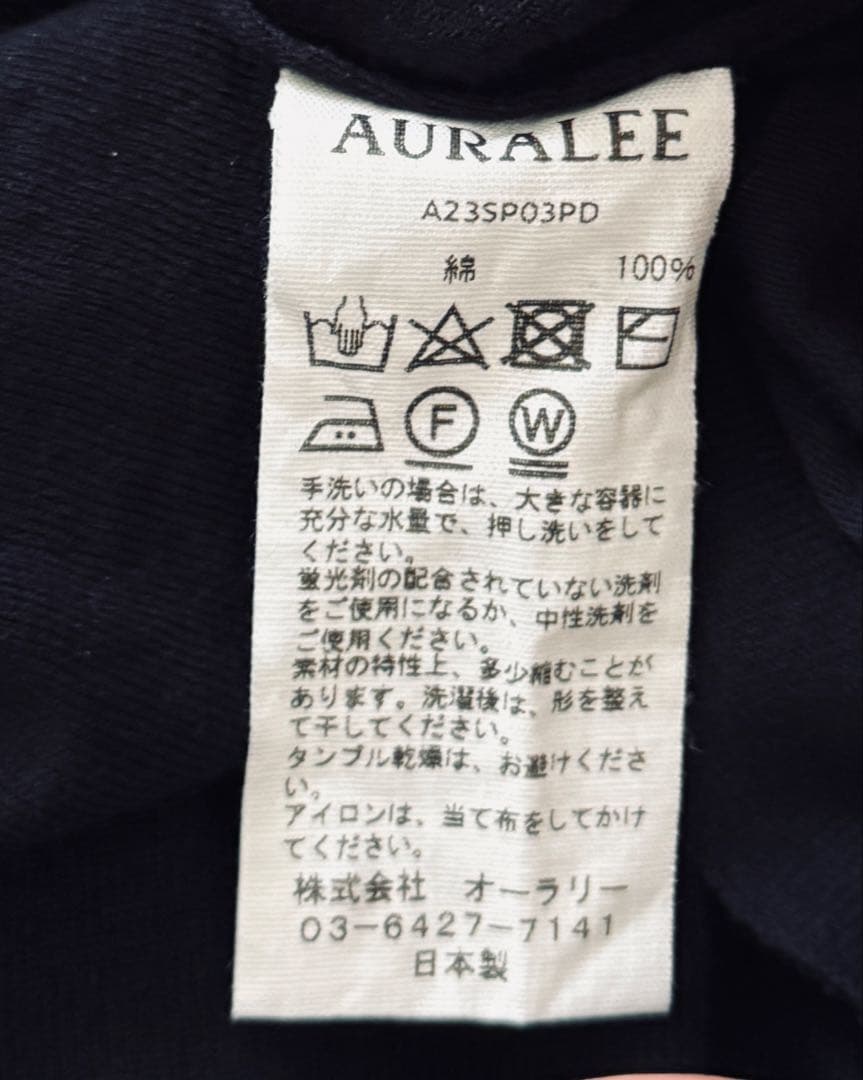 AURALEE
A23SP03PD
綿 100%
F W
手洗いの場合は、大きな容器に
充分な水量で、押し洗いをして
ください。
蛍光剤の配合されていない洗剤
をご使用になるか、中性洗剤を
ご使用ください。
素材の特性上、多少縮むことが
あります。洗濯後は、形を整え
て干してください。
タンブル乾燥は、お避けくださ
い。
アイロンは、当て布をしてかけ
てください。
株式会社 オーラリー
03-6427-7141
日本製